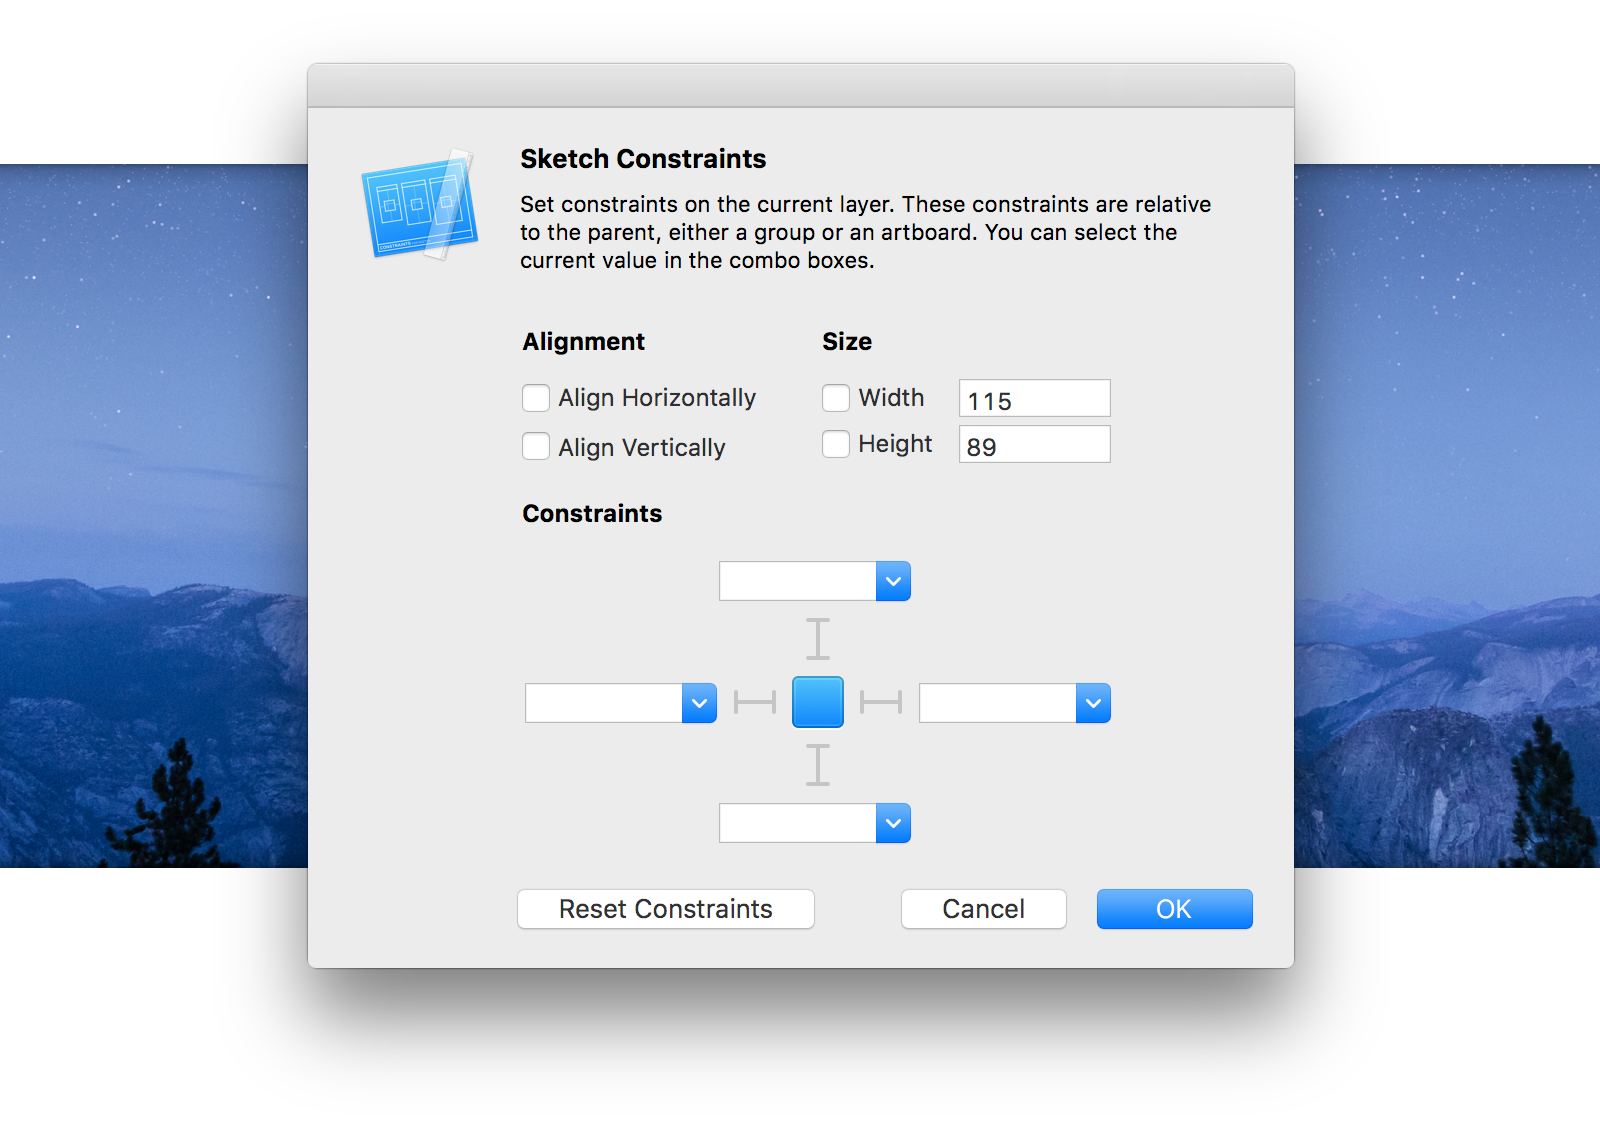 Sketch Constraints
Set constraints on the current layer. These constraints are relative
to the parent, either a group or an artboard. You can select the
current value in the combo boxes.
Alignment
Size
Align Horizontally
Width
115
Align Vertically
Height
89
Constraints
Reset Constraints
Cancel
OK
CONSTRAINTS